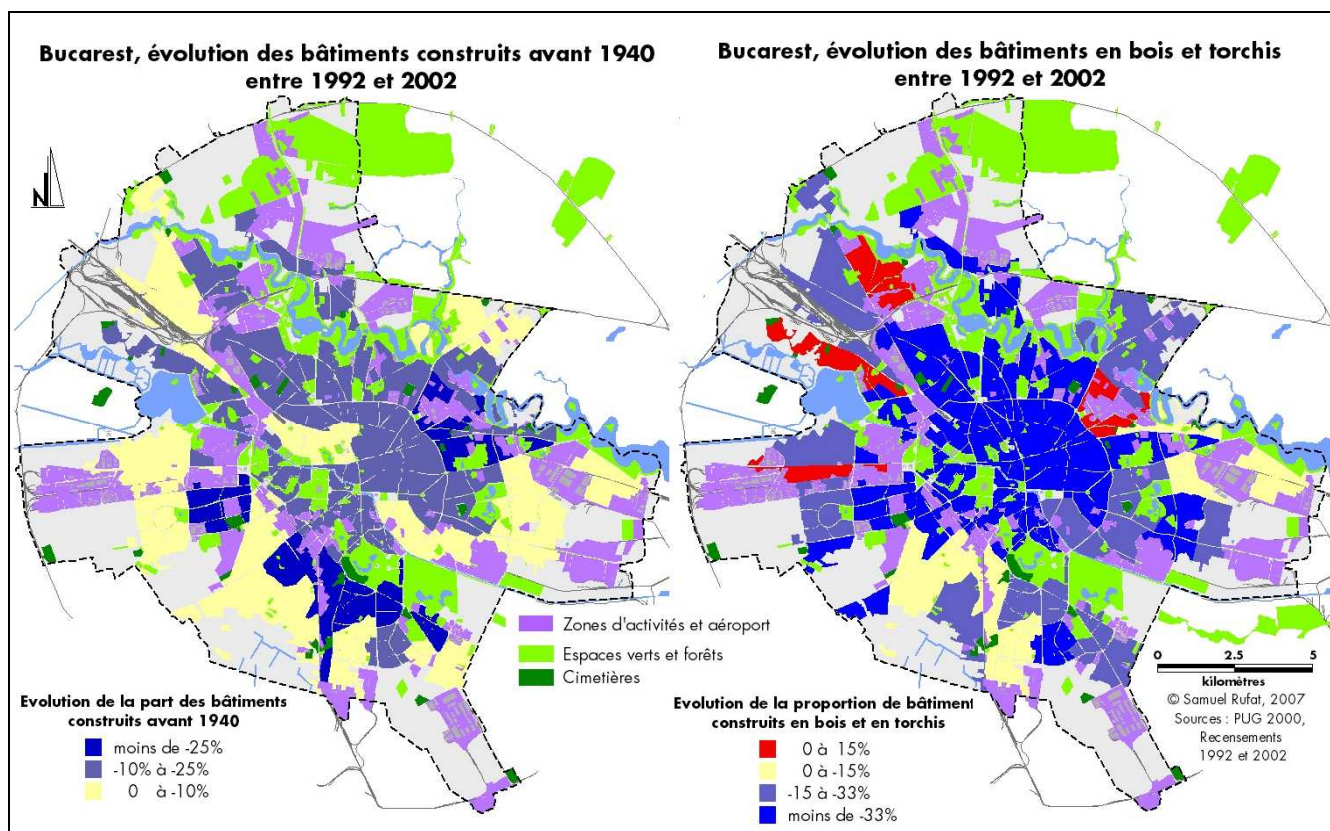 Bucarest, évolution des bâtiments construits avant 1940
entre 1992 et 2002
N
Evolution de la part des bâtiments
construits avant 1940
moins de -25%
-10% à -25%
0 à -10%
Zones d'activités et aéroport
Espaces verts et forêts
Cimetières
Bucarest, évolution des bâtiments en bois et torchis
entre 1992 et 2002
Evolution de la proportion de bâtiment
construits en bois et en torchis
0 à 15%
0 à -15%
-15 à -33%
moins de -33%
0 2.5 5
kilomètres
© Samuel Rufat, 2007
Sources : PUG 2000,
Recensements
1992 et 2002